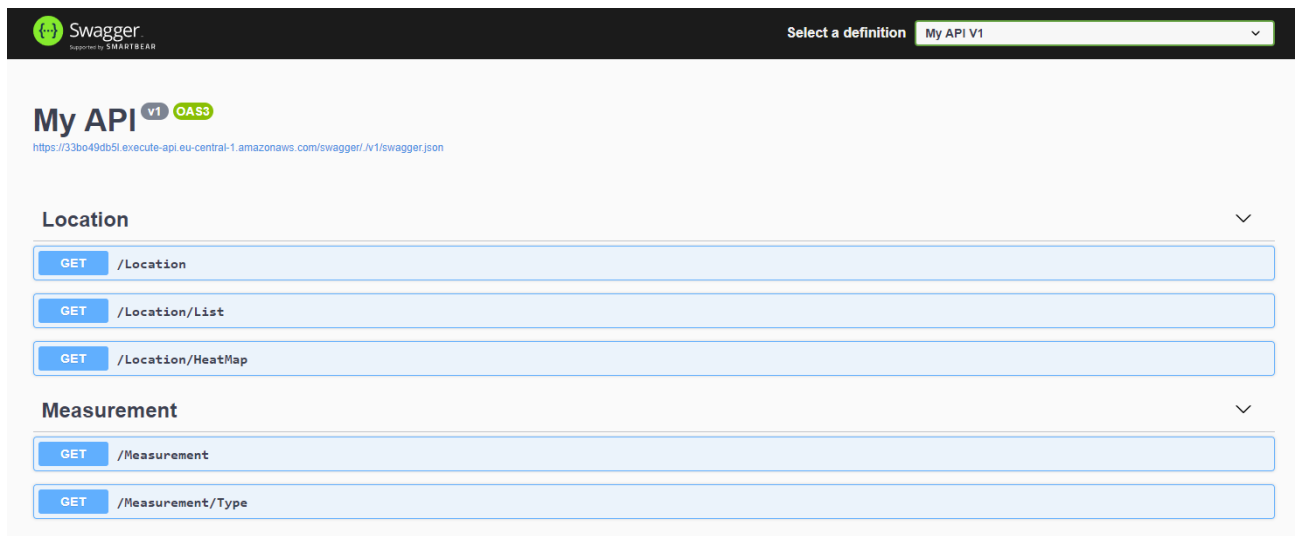 {...} Swagger
Supported by SMARTBEAR
Select a definition
My API V1
My API v1 OAS3
https://33bo49db5l.execute-api.eu-central-1.amazonaws.com/swagger/./v1/swagger.json
Location
GET /Location
GET /Location/List
GET /Location/HeatMap
Measurement
GET /Measurement
GET /Measurement/Type